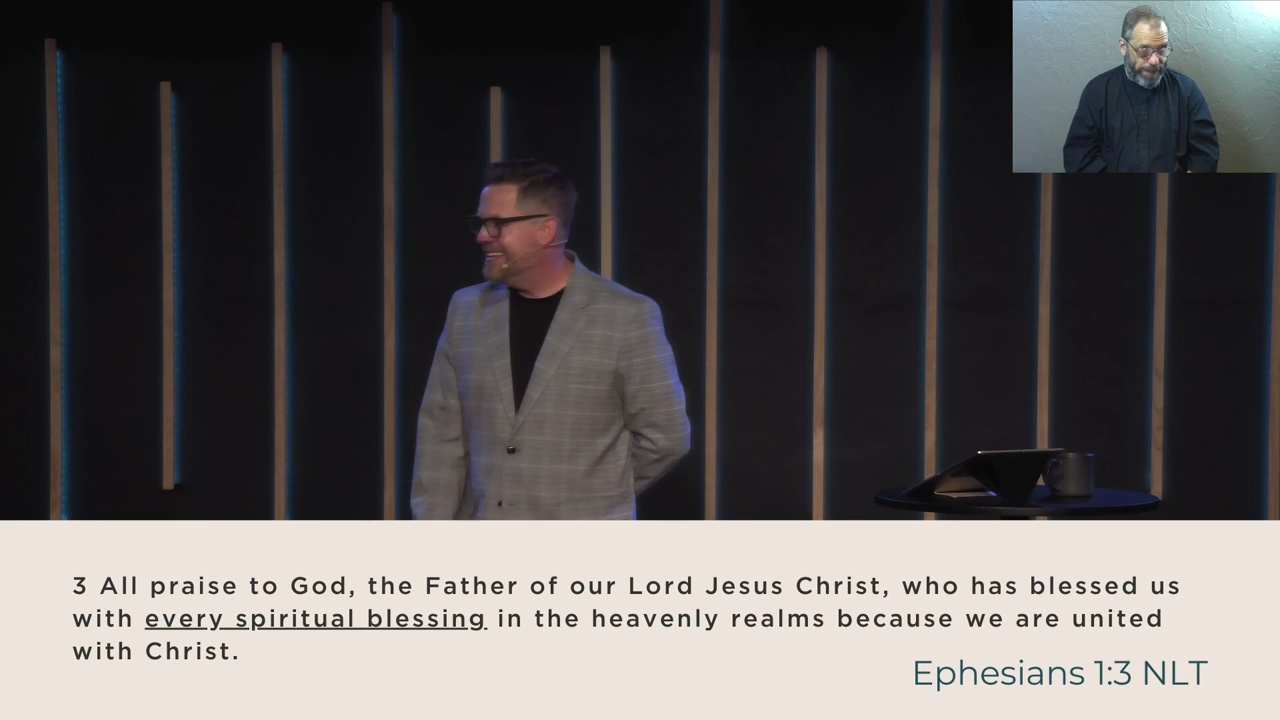 3 All praise to God, the Father of our Lord Jesus Christ, who has blessed us
with every spiritual blessing in the heavenly realms because we are united
with Christ.
Ephesians 1:3 NLT